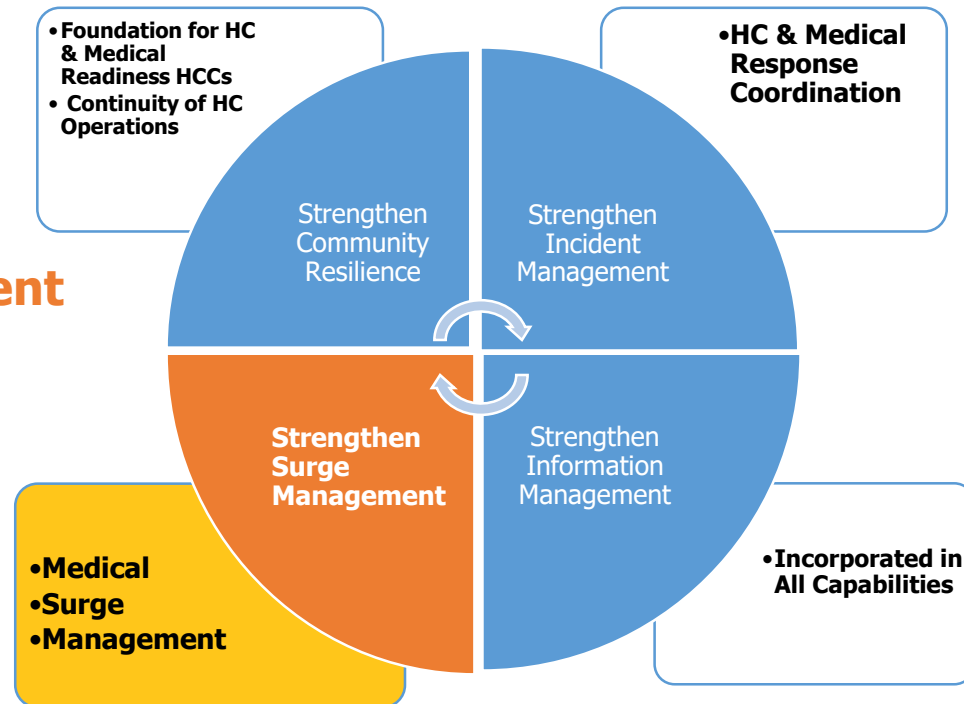 •Foundation for HC
& Medical
Readiness HCCs
• Continuity of HC
Operations
•HC & Medical
Response
Coordination
Strengthen
Community
Resilience
Strengthen
Incident
Management
ent
Strengthen
Surge
Management
Strengthen
Information
Management
•Medical
•Surge
•Management
•Incorporated in
All Capabilities